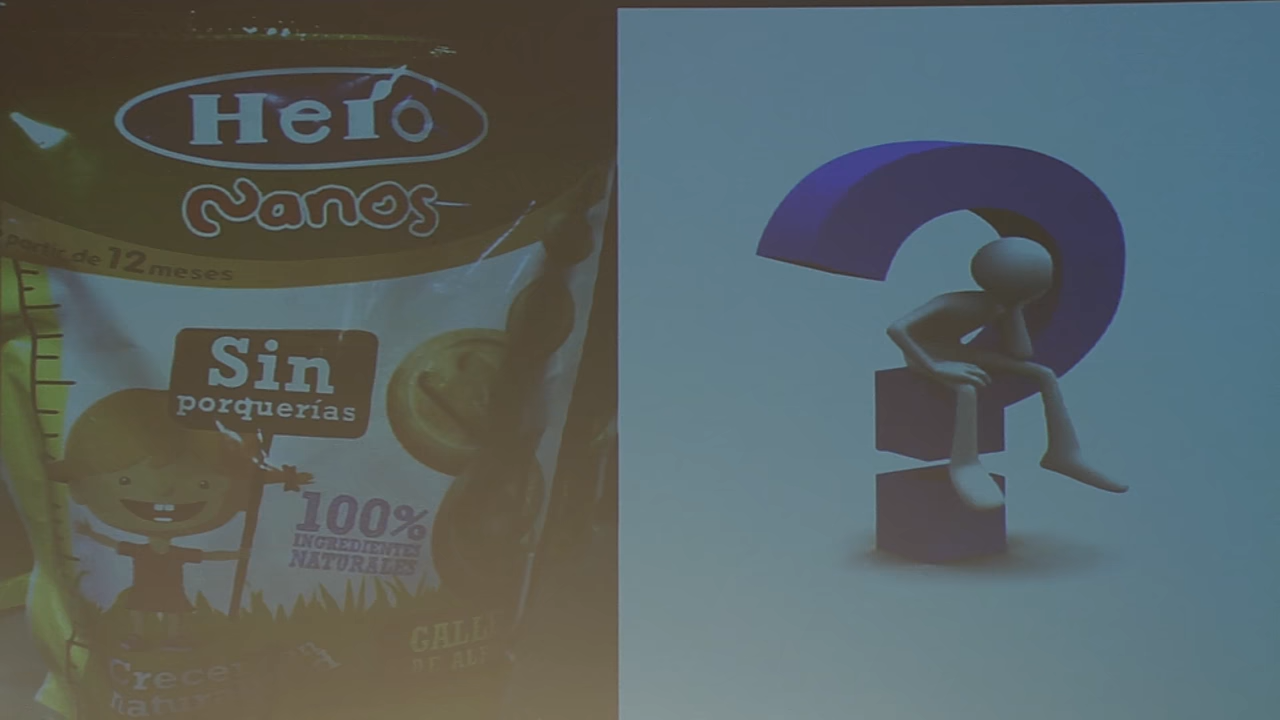 Hero
Nanos
partir de 12 meses
Sin
porquerías
100%
INGREDIENTES
NATURALES